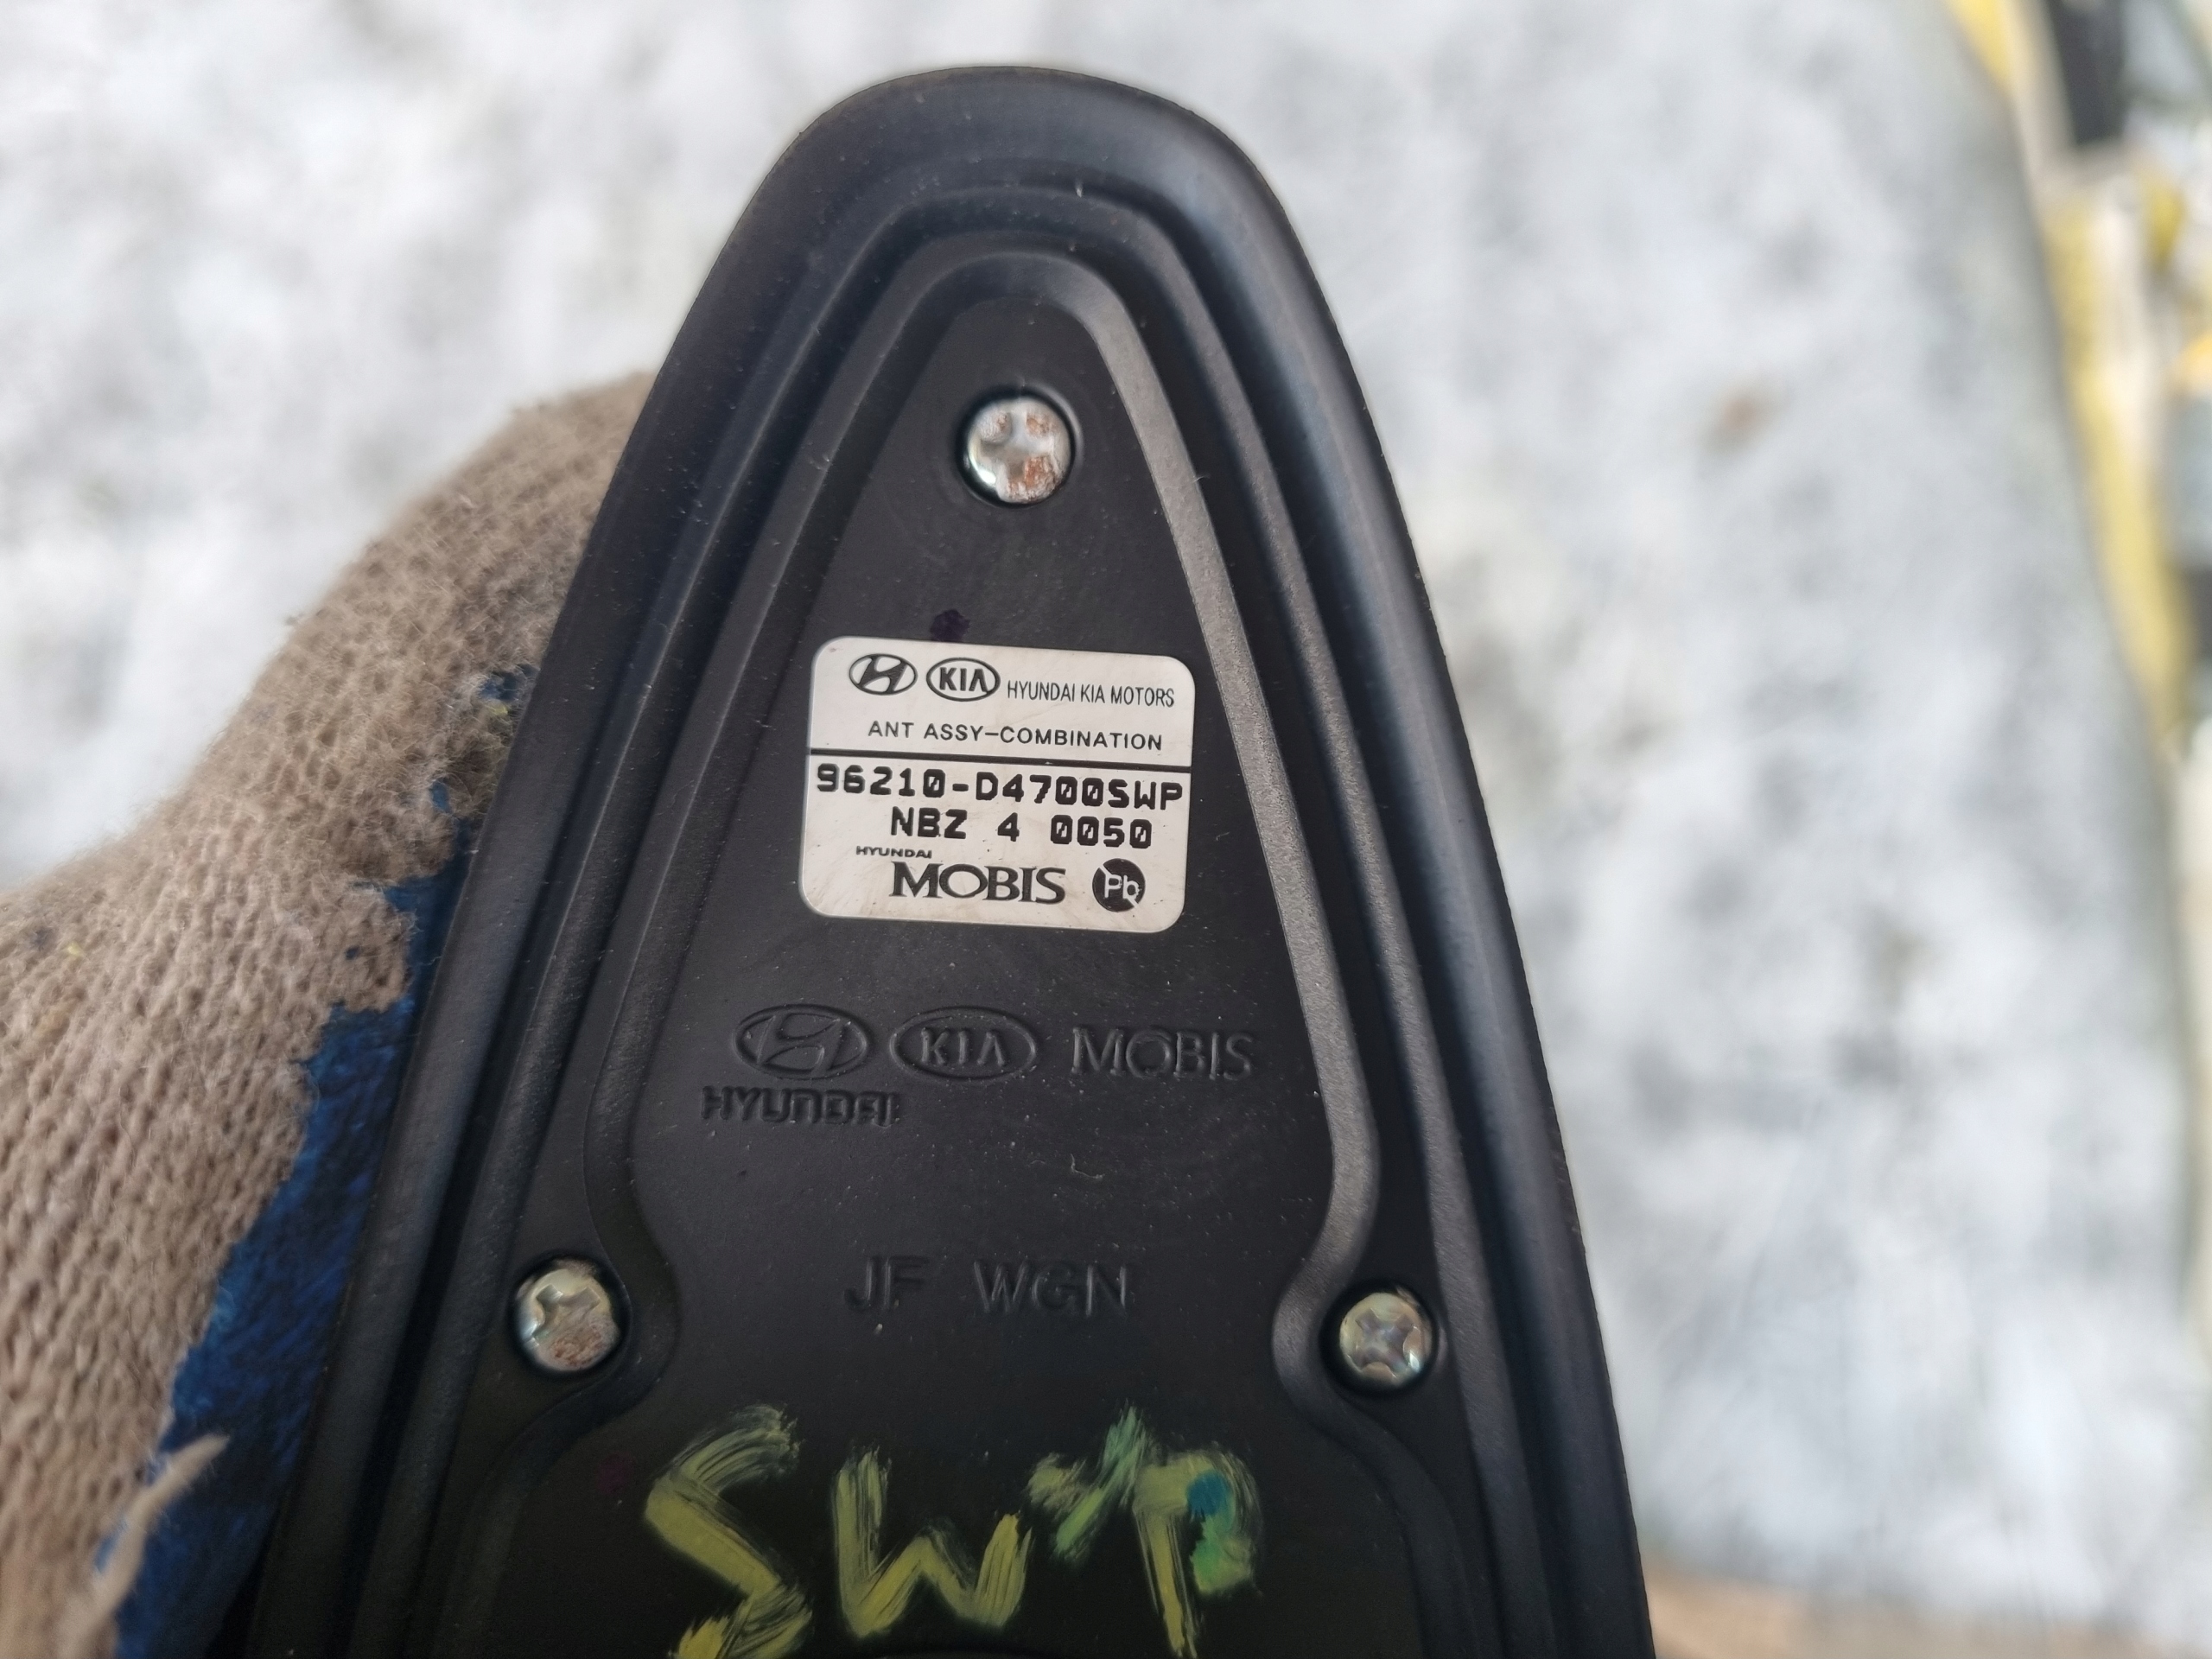 KIA HYUNDAI KIA MOTORS
ANT ASSY-COMBINATION
96210-D4700SWP
NBZ 4 0050
HYUNDAI
MOBIS Pb
KIA MOBIS
HYUNDAI
JF WGN
SWP